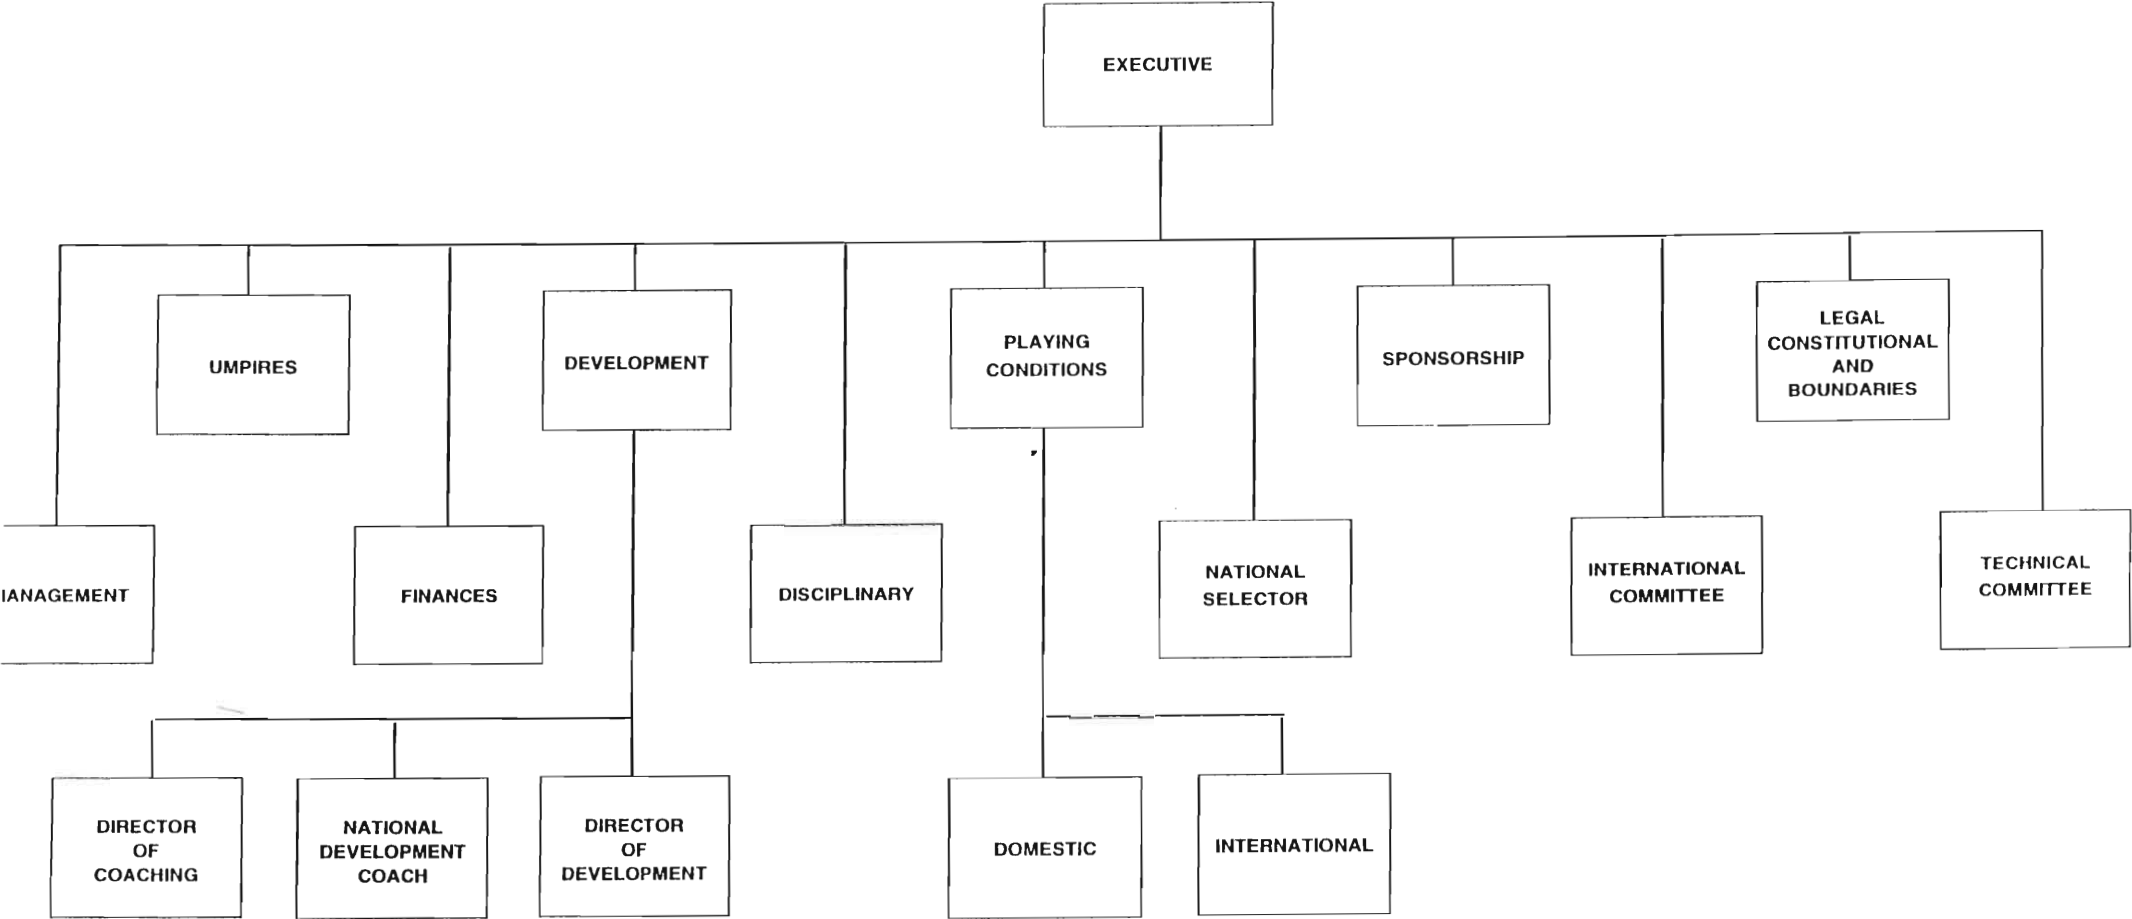 EXECUTIVE
UMPIRES
DEVELOPMENT
PLAYING
CONDITIONS
SPONSORSHIP
LEGAL
CONSTITUTIONAL
AND
BOUNDARIES
IANAGEMENT
FINANCES
DISCIPLINARY
NATIONAL
SELECTOR
INTERNATIONAL
COMMITTEE
TECHNICAL
COMMITTEE
DIRECTOR
OF
COACHING
NATIONAL
DEVELOPMENT
COACH
DIRECTOR
OF
DEVELOPMENT
DOMESTIC
INTERNATIONAL